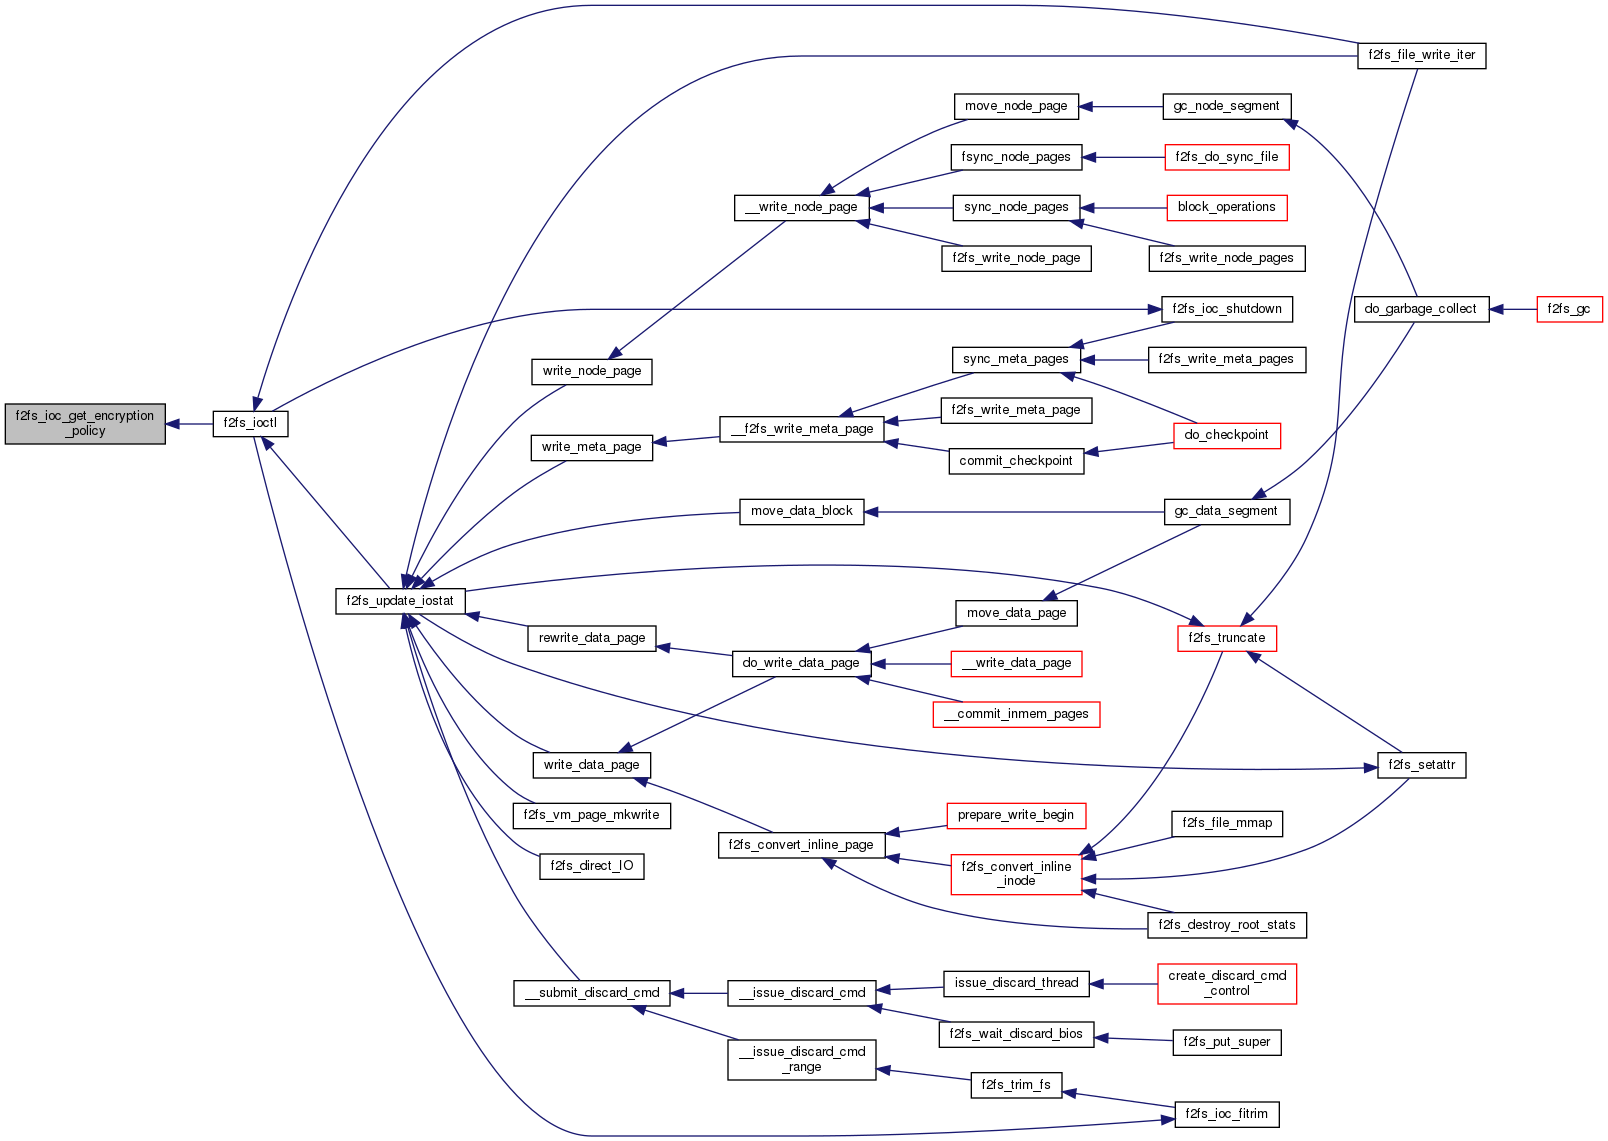 f2fs_file_write_iter
move_node_page
gc_node_segment
fsync_node_pages
f2fs_do_sync_file
__write_node_page
sync_node_pages
block_operations
f2fs_write_node_page
f2fs_write_node_pages
f2fs_ioc_shutdown
do_garbage_collect
f2fs_gc
write_node_page
sync_meta_pages
f2fs_write_meta_pages
f2fs_ioc_get_encryption
_policy
f2fs_ioctl
f2fs_write_meta_page
__f2fs_write_meta_page
do_checkpoint
write_meta_page
commit_checkpoint
move_data_block
gc_data_segment
f2fs_update_iostat
move_data_page
rewrite_data_page
f2fs_truncate
do_write_data_page
__write_data_page
__commit_inmem_pages
write_data_page
f2fs_setattr
f2fs_vm_page_mkwrite
prepare_write_begin
f2fs_file_mmap
f2fs_convert_inline_page
f2fs_direct_IO
f2fs_convert_inline
_inode
f2fs_destroy_root_stats
__submit_discard_cmd
__issue_discard_cmd
issue_discard_thread
create_discard_cmd
_control
f2fs_wait_discard_bios
f2fs_put_super
__issue_discard_cmd
_range
f2fs_trim_fs
f2fs_ioc_fitrim